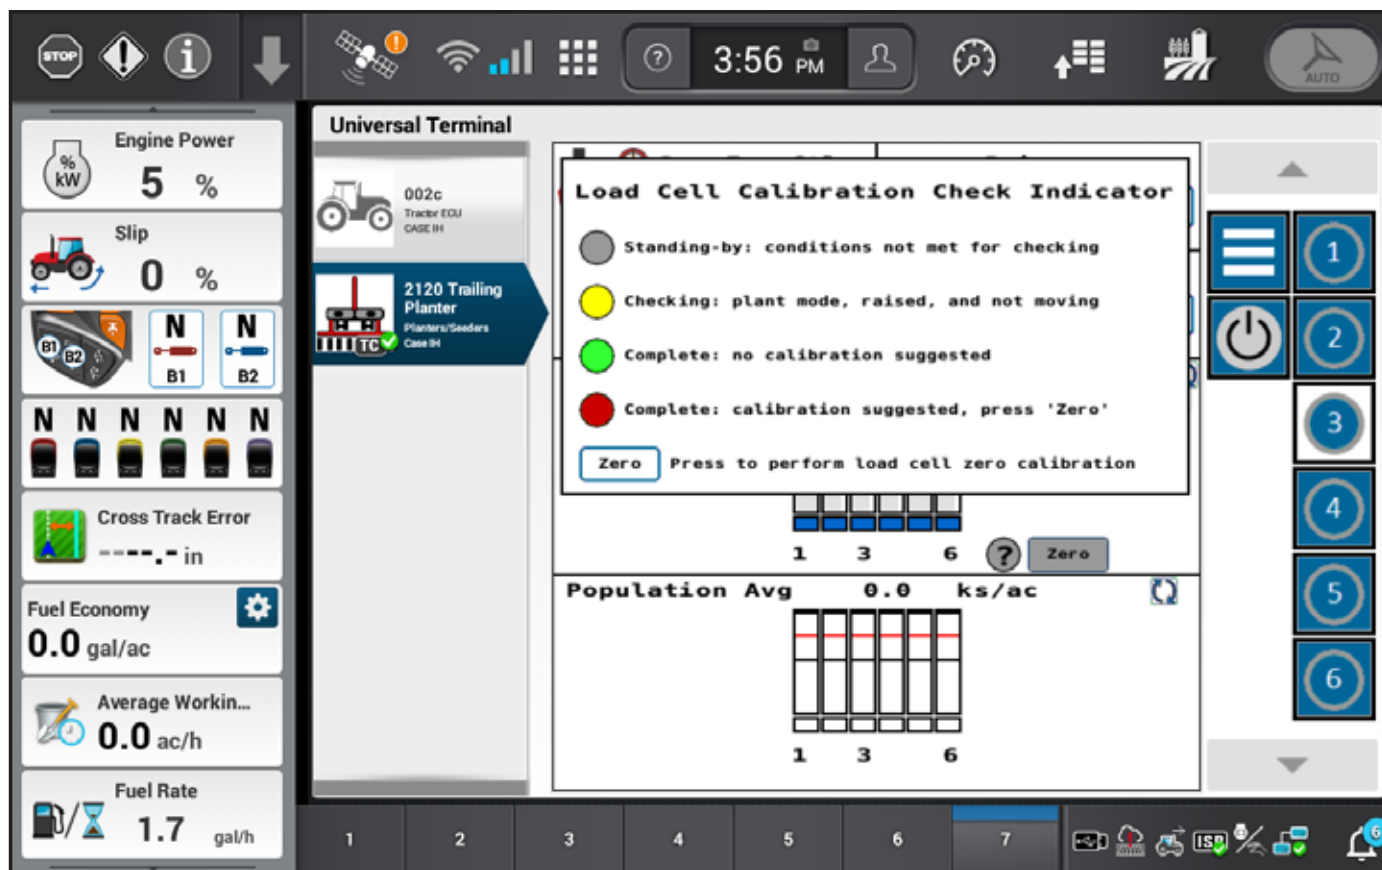 STOP
3:56 PM
?
AUTO
Engine Power
% kW
5 %
Slip
0 %
B1 B2
N N
B1 B2
N N N N N N
Cross Track Error
----.- in
Fuel Economy
0.0 gal/ac
Average Workin...
0.0 ac/h
Fuel Rate
1.7 gal/h
Universal Terminal
002c
Tractor ECU
CASE IH
2120 Trailing
Planter
Planters/Seeders
Case IH
TC
Load Cell Calibration Check Indicator
Standing-by: conditions not met for checking
Checking: plant mode, raised, and not moving
Complete: no calibration suggested
Complete: calibration suggested, press 'Zero'
Zero Press to perform load cell zero calibration
1 3 6 ? Zero
Population Avg 0.0 ks/ac
1 3 6
1
2
3
4
5
6
1 2 3 4 5 6 7
ISB
6